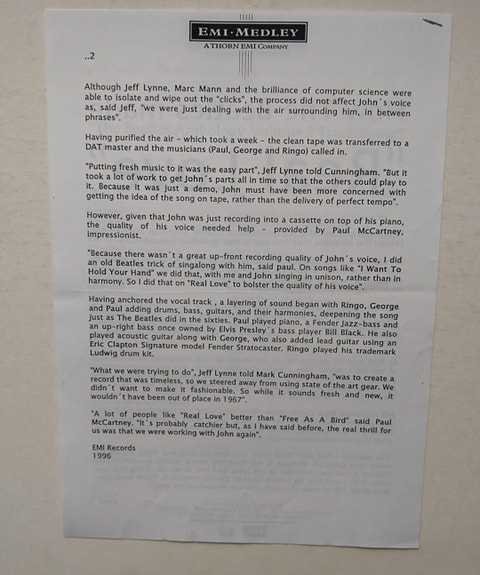 EMI·MEDLEY
A THORN EMI COMPANY
..2
Although Jeff Lynne, Marc Mann and the brilliance of computer science were
able to isolate and wipe out the "clicks", the process did not affect John´s voice
as, said Jeff, "we were just dealing with the air surrounding him, in between
phrases".
Having purified the air - which took a week - the clean tape was transferred to a
DAT master and the musicians (Paul, George and Ringo) called in.
"Putting fresh music to it was the easy part", Jeff Lynne told Cunningham. "But it
took a lot of work to get John´s parts all in time so that the others could play to
it. Because it was just a demo, John must have been more concerned with
getting the idea of the song on tape, rather than the delivery of perfect tempo".
However, given that John was just recording into a cassette on top of his piano,
the quality of his voice needed help - provided by Paul McCartney,
impressionist.
"Because there wasn´t a great up-front recording quality of John´s voice, I did
an old Beatles trick of singalong with him, said paul. On songs like "I Want To
Hold Your Hand" we did that, with me and John singing in unison, rather than in
harmony. So I did that on "Real Love" to bolster the quality of his voice".
Having anchored the vocal track , a layering of sound began with Ringo, George
and Paul adding drums, bass, guitars, and their harmonies, deepening the song
just as The Beatles did in the sixties. Paul played piano, a Fender Jazz-bass and
an up-right bass once owned by Elvis Presley´s bass player Bill Black. He also
played acoustic guitar along with George, who also added lead guitar using an
Eric Clapton Signature model Fender Stratocaster. Ringo played his trademark
Ludwig drum kit.
"What we were trying to do", Jeff Lynne told Mark Cunningham, "was to create a
record that was timeless, so we steered away from using state of the art gear. We
didn´t want to make it fashionable. So while it sounds fresh and new, it
wouldn´t have been out of place in 1967".
"A lot of people like "Real Love" better than "Free As A Bird" said Paul
McCartney. "It´s probably catchier but, as I have said before, the real thrill for
us was that we were working with John again".
EMI Records
1996